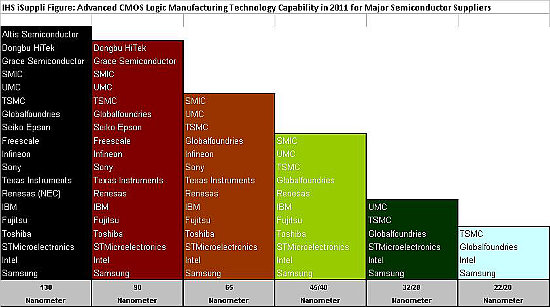 IHS iSuppli Figure: Advanced CMOS Logic Manufacturing Technology Capability in 2011 for Major Semiconductor Suppliers
Altis Semiconductor
Dongbu HiTek
Grace Semiconductor
SMIC
UMC
TSMC
Globalfoundries
Seiko Epson
Freescale
Infineon
Sony
Texas Instruments
Renesas (NEC)
IBM
Fujitsu
Toshiba
STMicroelectronics
Intel
Samsung
130
Nanometer
Dongbu HiTek
Grace Semiconductor
SMIC
UMC
TSMC
Globalfoundries
Seiko Epson
Freescale
Infineon
Sony
Texas Instruments
Renesas
IBM
Fujitsu
Toshiba
STMicroelectronics
Intel
Samsung
90
Nanometer
SMIC
UMC
TSMC
Globalfoundries
Infineon
Sony
Texas Instruments
Renesas
IBM
Fujitsu
Toshiba
STMicroelectronics
Intel
Samsung
65
Nanometer
SMIC
UMC
TSMC
Globalfoundries
Renesas
IBM
Fujitsu
Toshiba
STMicroelectronics
Intel
Samsung
45/40
Nanometer
UMC
TSMC
Globalfoundries
STMicroelectronics
Intel
Samsung
32/28
Nanometer
TSMC
Globalfoundries
Intel
Samsung
22/20
Nanometer